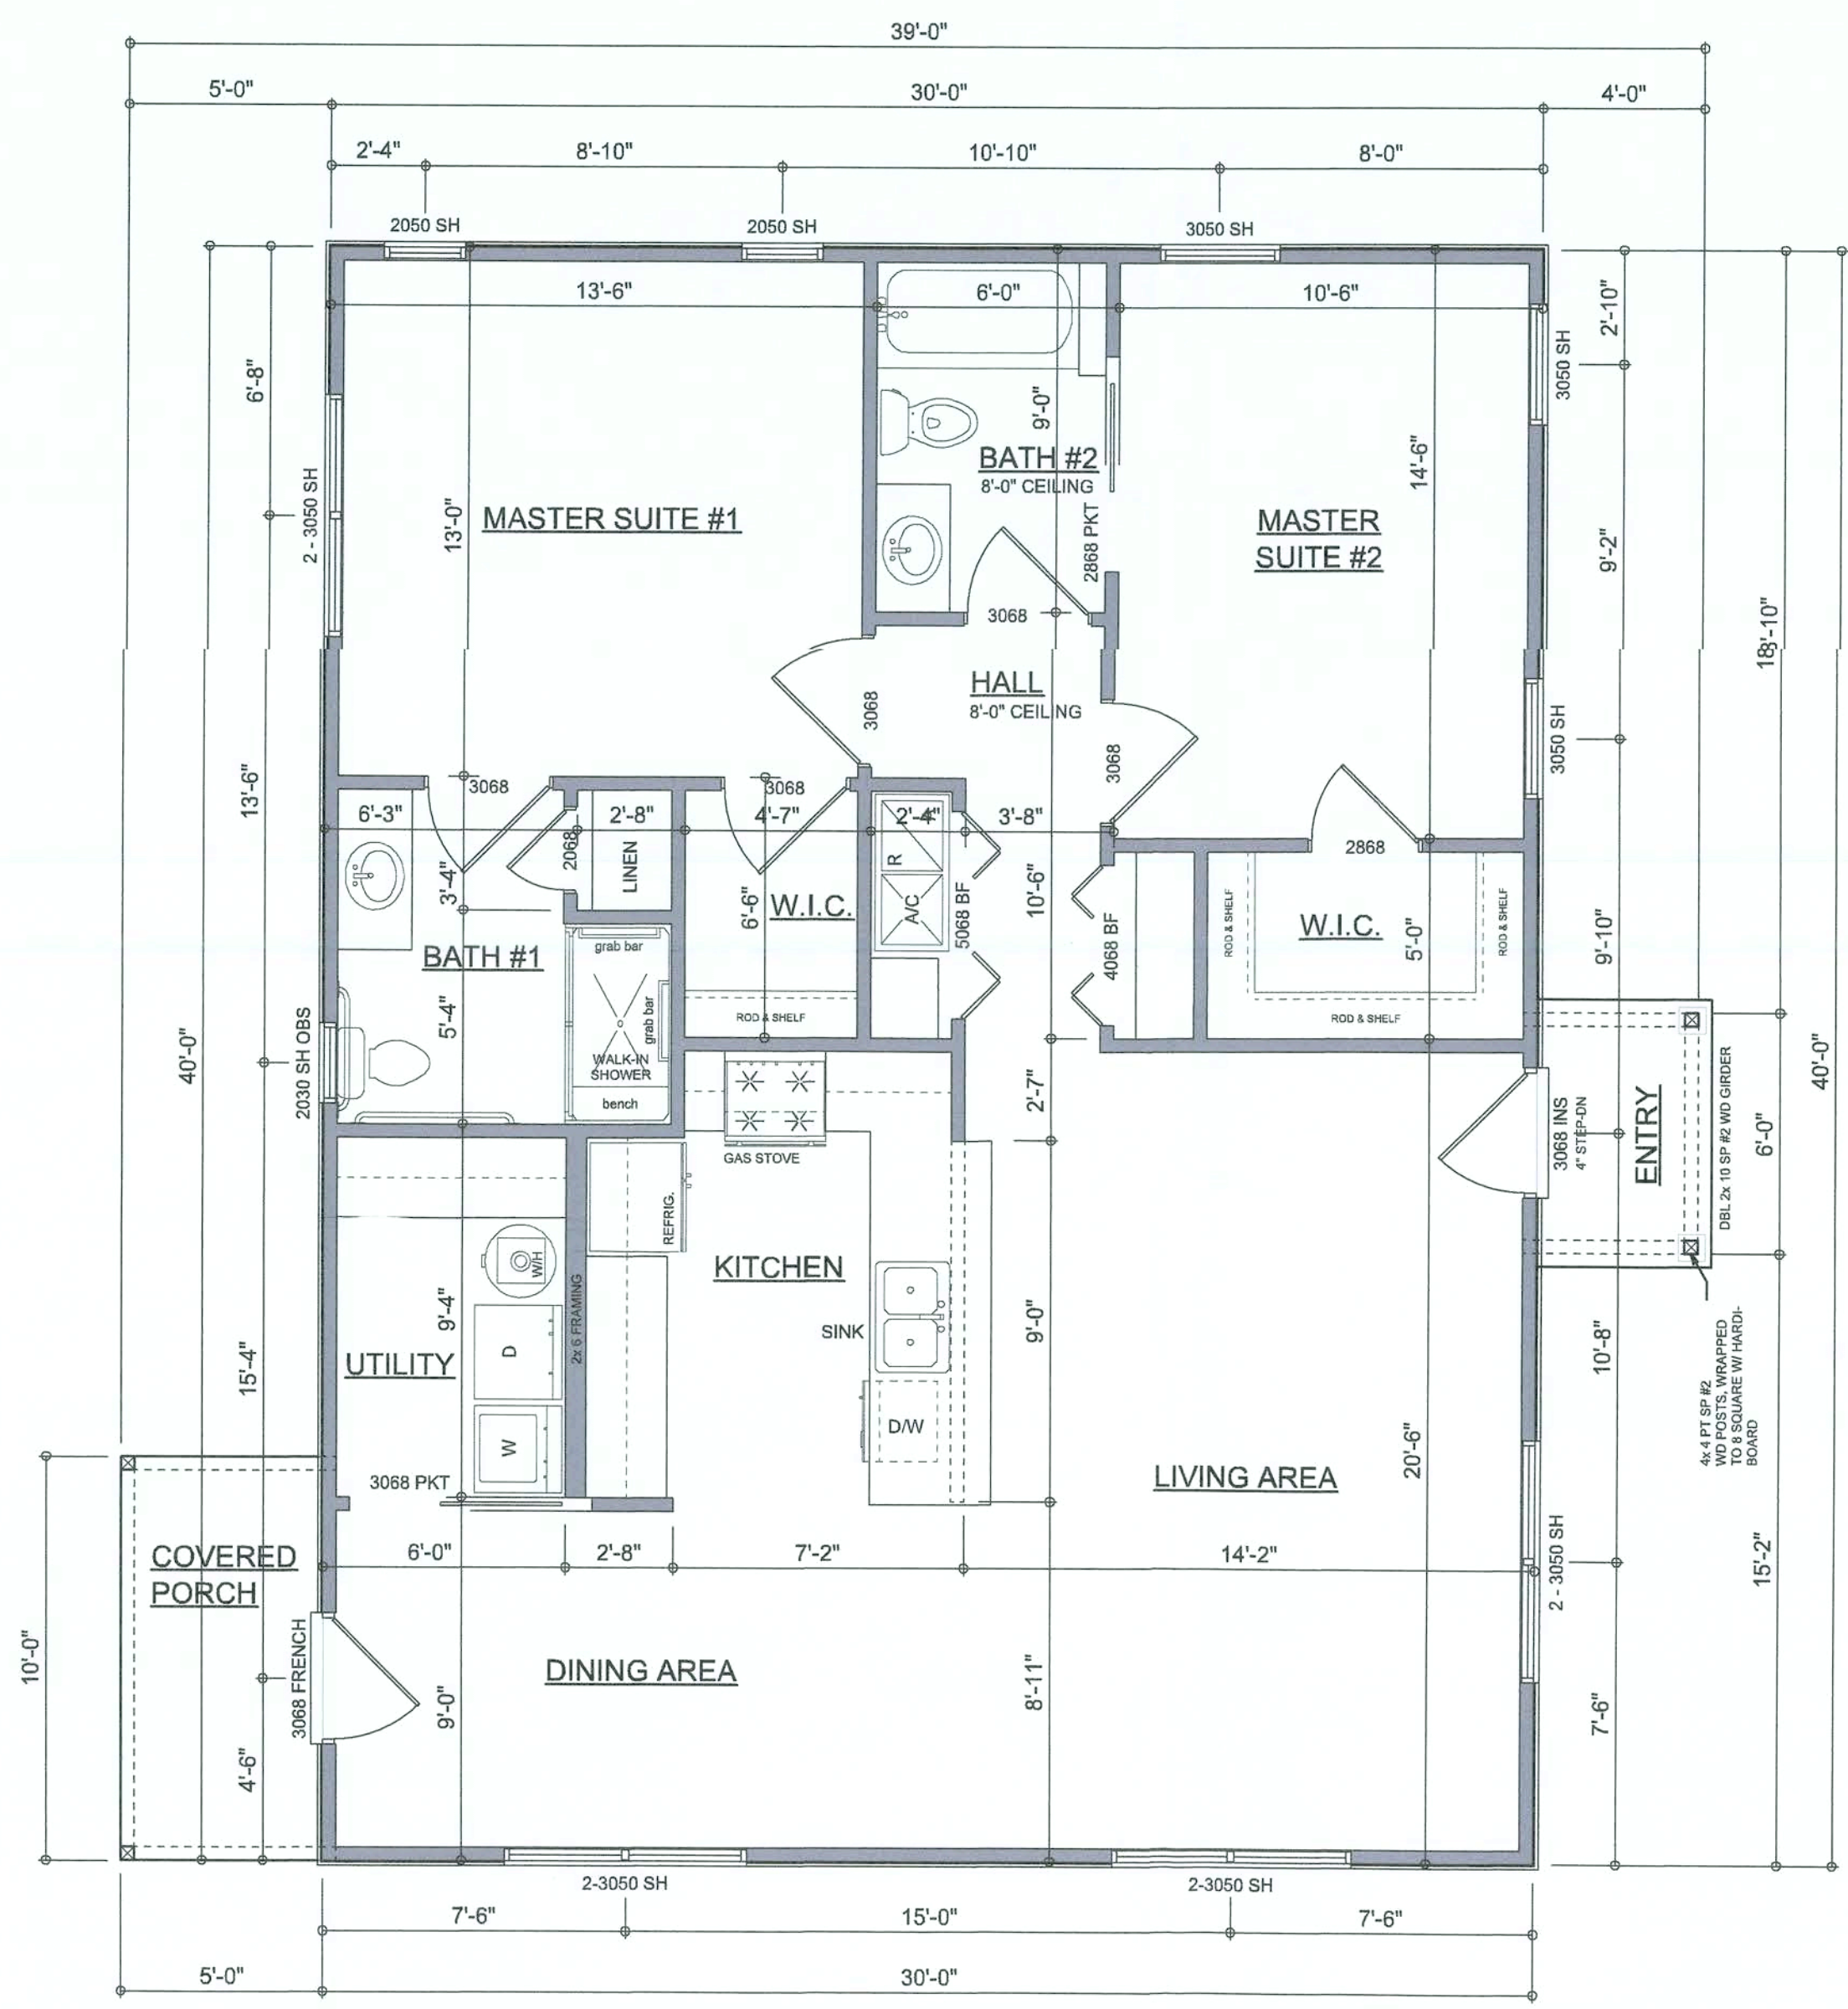 39'-0"
5'-0"
30'-0"
4'-0"
2'-4"
8'-10"
10'-10"
8'-0"
2050 SH
2050 SH
3050 SH
13'-6"
6'-0"
10'-6"
2'-10"
3050 SH
6'-8"
9'-0"
BATH #2
8'-0" CEILING
14'-6"
2 - 3050 SH
13'-0"
MASTER SUITE #1
2868 PKT
MASTER
SUITE #2
9'-2"
3068
18'-10"
HALL
8'-0" CEILING
3068
3068
3050 SH
13'-6"
3068
3068
6'-3"
2'-8"
4'-7"
2'-4"
3'-8"
2068
LINEN
3'-4"
R
A/C
5068 BF
10'-6"
4068 BF
2868
6'-6"
W.I.C.
ROD & SHELF
W.I.C.
5'-0"
ROD & SHELF
9'-10"
grab bar
BATH #1
5'-4"
grab bar
ROD & SHELF
ROD & SHELF
40'-0"
2030 SH OBS
WALK-IN
SHOWER
bench
2'-7"
3068 INS
4" STEP-DN
ENTRY
DBL 2x 10 SP #2 WD GIRDER
6'-0"
40'-0"
GAS STOVE
REFRIG.
W/H
KITCHEN
9'-4"
2x 6 FRAMING
SINK
9'-0"
15'-4"
UTILITY
D
10'-8"
4x 4 PT SP #2
WD POSTS, WRAPPED
TO 8 SQUARE W/ HARDI-
BOARD
D/W
W
3068 PKT
LIVING AREA
20'-6"
COVERED
PORCH
6'-0"
2'-8"
7'-2"
14'-2"
2 - 3050 SH
15'-2"
10'-0"
3068 FRENCH
DINING AREA
9'-0"
8'-11"
7'-6"
4'-6"
2-3050 SH
2-3050 SH
7'-6"
15'-0"
7'-6"
5'-0"
30'-0"